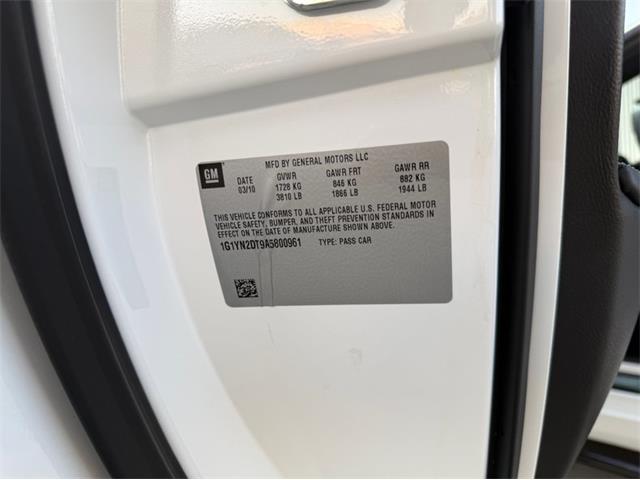 MFD BY GENERAL MOTORS LLC
GM DATE GVWR GAWR FRT GAWR RR
03/10 1728 KG 846 KG 882 KG
3810 LB 1866 LB 1944 LB
THIS VEHICLE CONFORMS TO ALL APPLICABLE U.S. FEDERAL MOTOR
VEHICLE SAFETY, BUMPER, AND THEFT PREVENTION STANDARDS IN
EFFECT ON THE DATE OF MANUFACTURE SHOWN ABOVE.
1G1YN2DT9A5800961 TYPE: PASS CAR